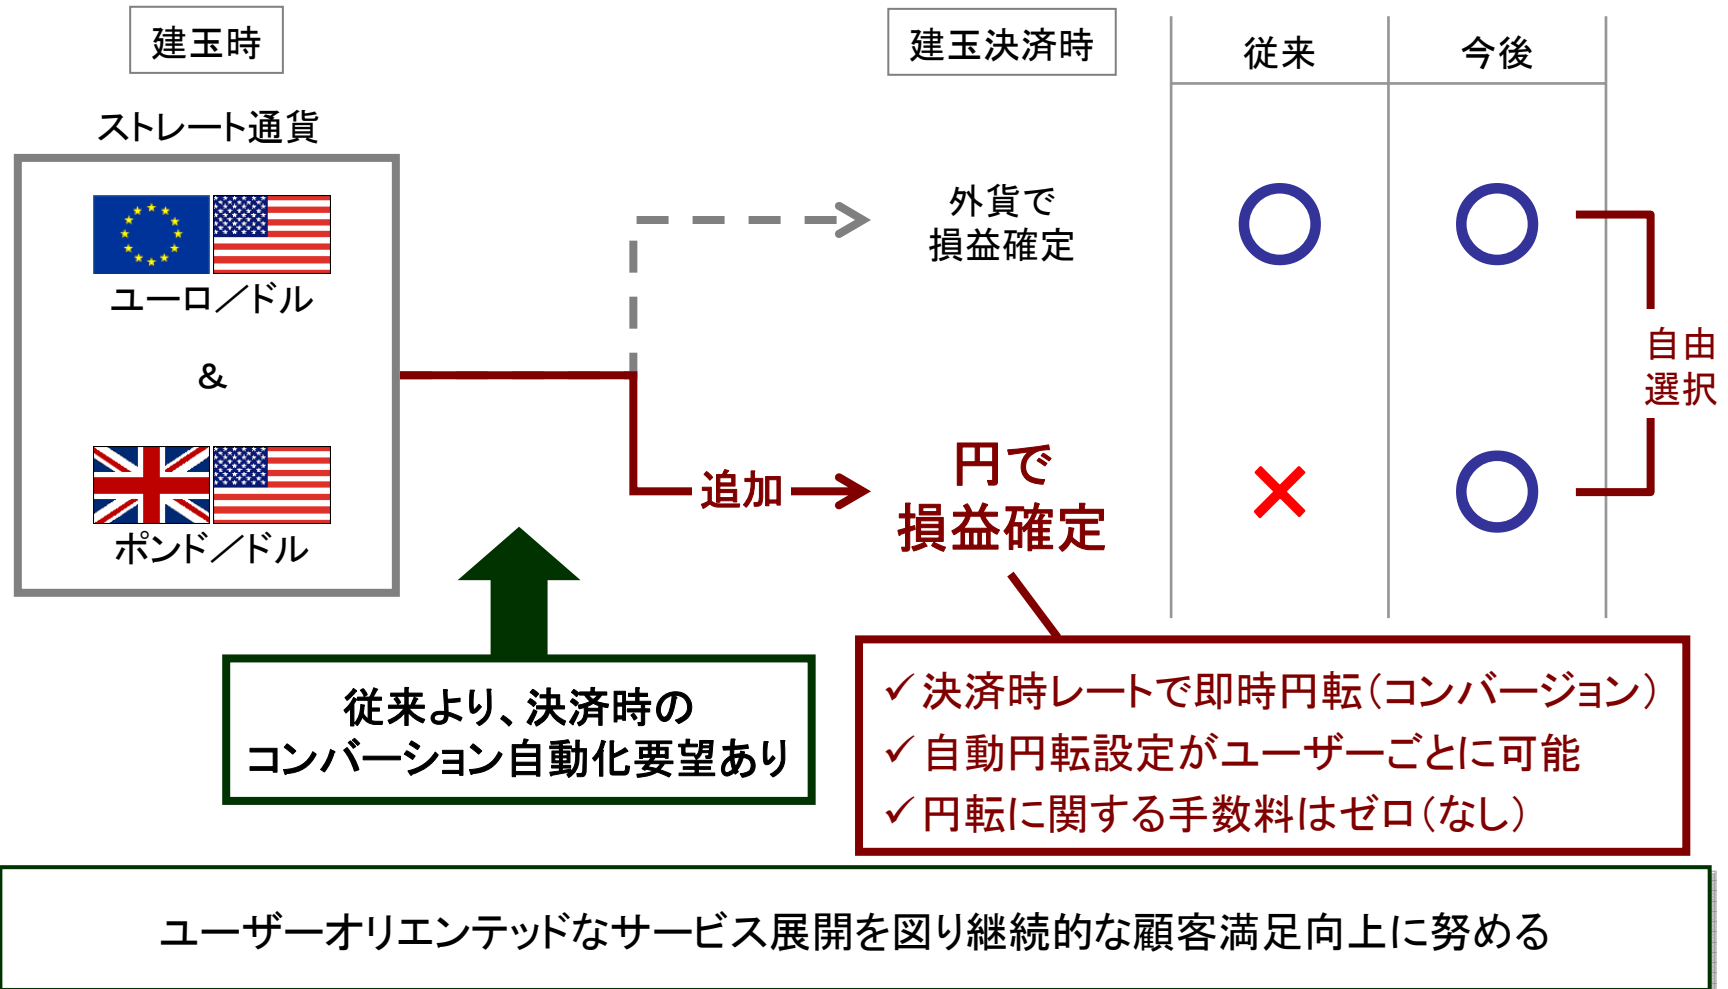 建玉時
建玉決済時
従来
今後
ストレート通貨
ユーロ／ドル
&
ポンド／ドル
外貨で
損益確定
追加
円で
損益確定
自由
選択
従来より、決済時の
コンバーション自動化要望あり
✓決済時レートで即時円転（コンバージョン）
✓自動円転設定がユーザーごとに可能
✓円転に関する手数料はゼロ（なし）
ユーザーオリエンテッドなサービス展開を図り継続的な顧客満足向上に努める